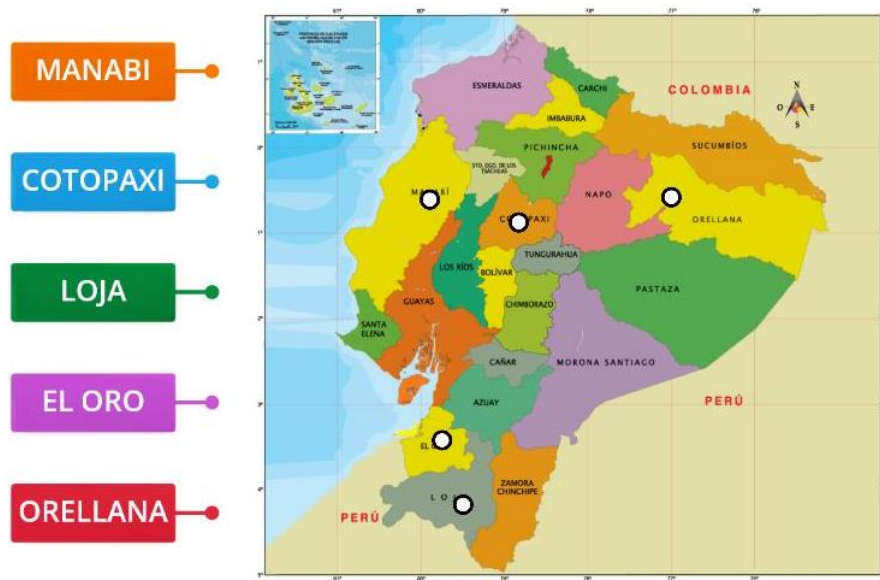 MANABI
COTOPAXI
LOJA
EL ORO
ORELLANA
ESMERALDAS
CARCHI
IMBABURA
COLOMBIA
N
O E
S
SUCUMBÍOS
PICHINCHA
STO. DGO. DE LOS
TSÁCHILAS
NAPO
ORELLANA
TUNGURAHUA
LOS RÍOS
BOLÍVAR
PASTAZA
GUAYAS
CHIMBORAZO
SANTA
ELENA
CAÑAR
MORONA SANTIAGO
AZUAY
PERÚ
ZAMORA
CHINCHIPE
PERÚ